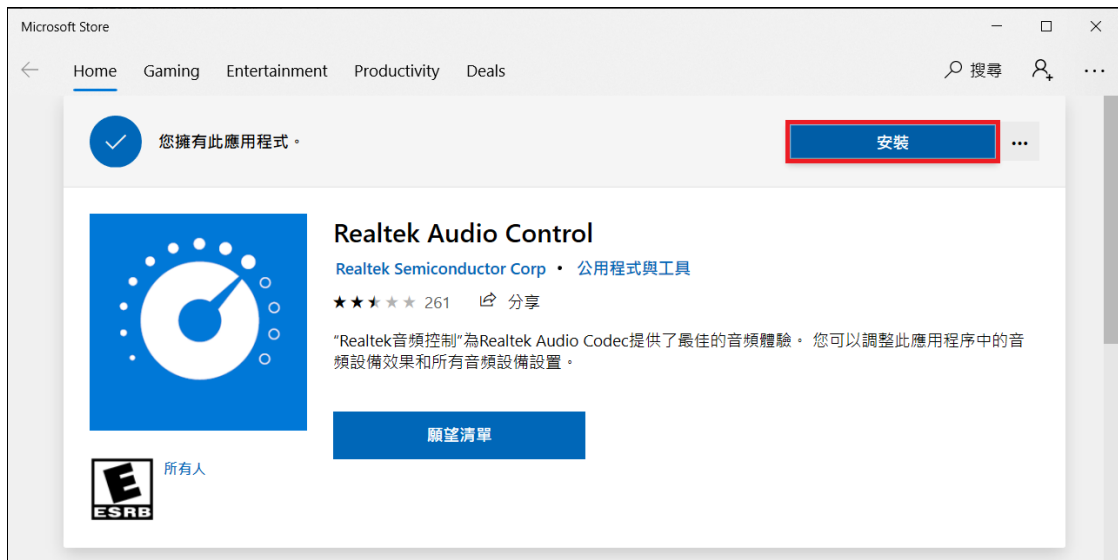 Microsoft Store
Home Gaming Entertainment Productivity Deals 搜尋
您擁有此應用程式。 安裝
Realtek Audio Control
Realtek Semiconductor Corp • 公用程式與工具
261 分享
“Realtek音頻控制”為Realtek Audio Codec提供了最佳的音頻體驗。 您可以調整此應用程序中的音
頻設備效果和所有音頻設備設置。
願望清單
所有人
E
ESRB